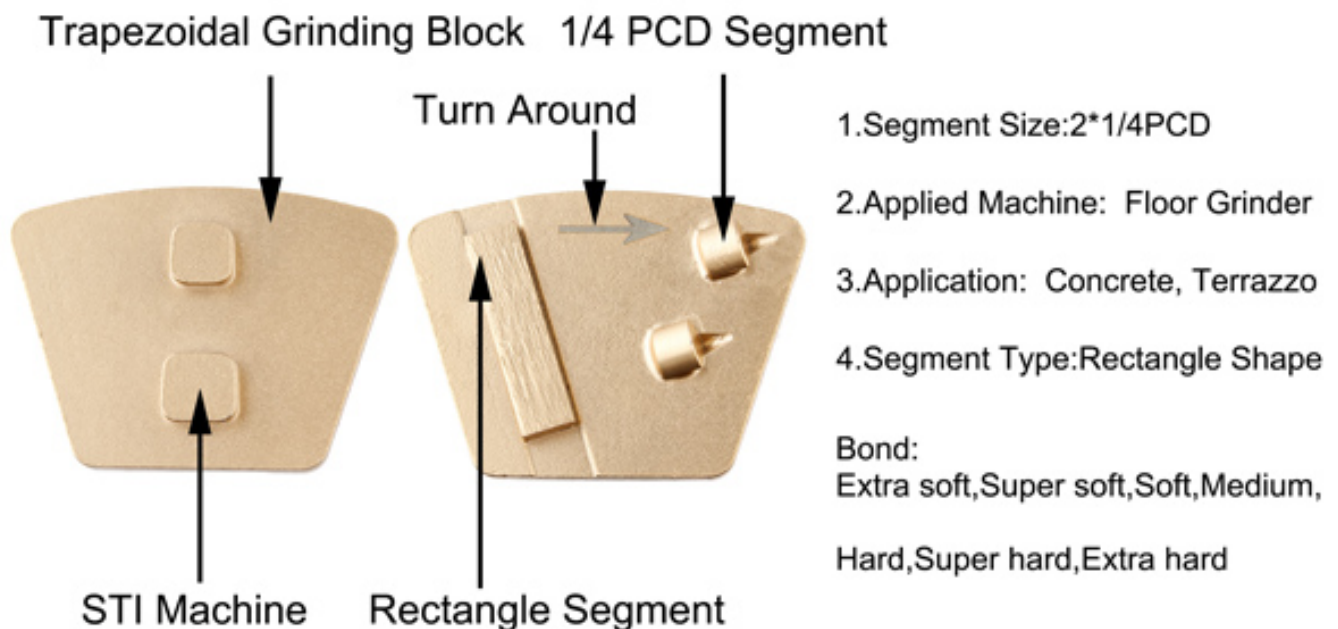 Trapezoidal Grinding Block
1/4 PCD Segment
Turn Around
1.Segment Size:2*1/4PCD
2.Applied Machine: Floor Grinder
3.Application: Concrete, Terrazzo
4.Segment Type:Rectangle Shape
Bond:
Extra soft,Super soft,Soft,Medium,
Hard,Super hard,Extra hard
STI Machine
Rectangle Segment